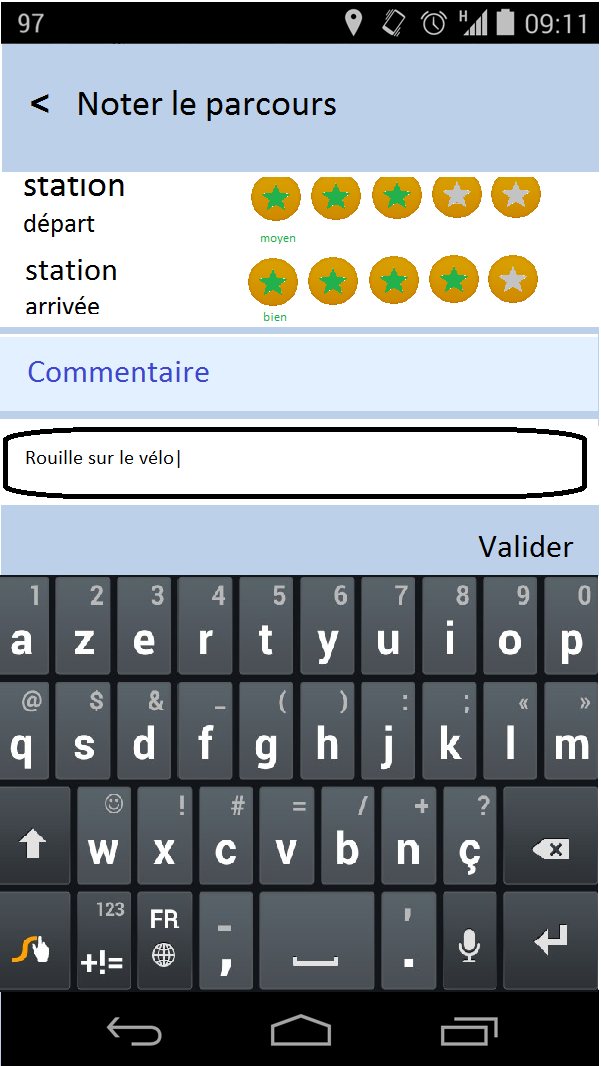 97 H 09:11
< Noter le parcours
station
départ
moyen
station
arrivée
bien
Commentaire
Rouille sur le vélo|
Valider
1 2 3 4 5 6 7 8 9 0
a z e r t y u i o p
@ $ & _ ( ) : ; « »
q s d f g h j k l m
! # = / + ?
w x c v b n ç
123 FR - '
+!= , .